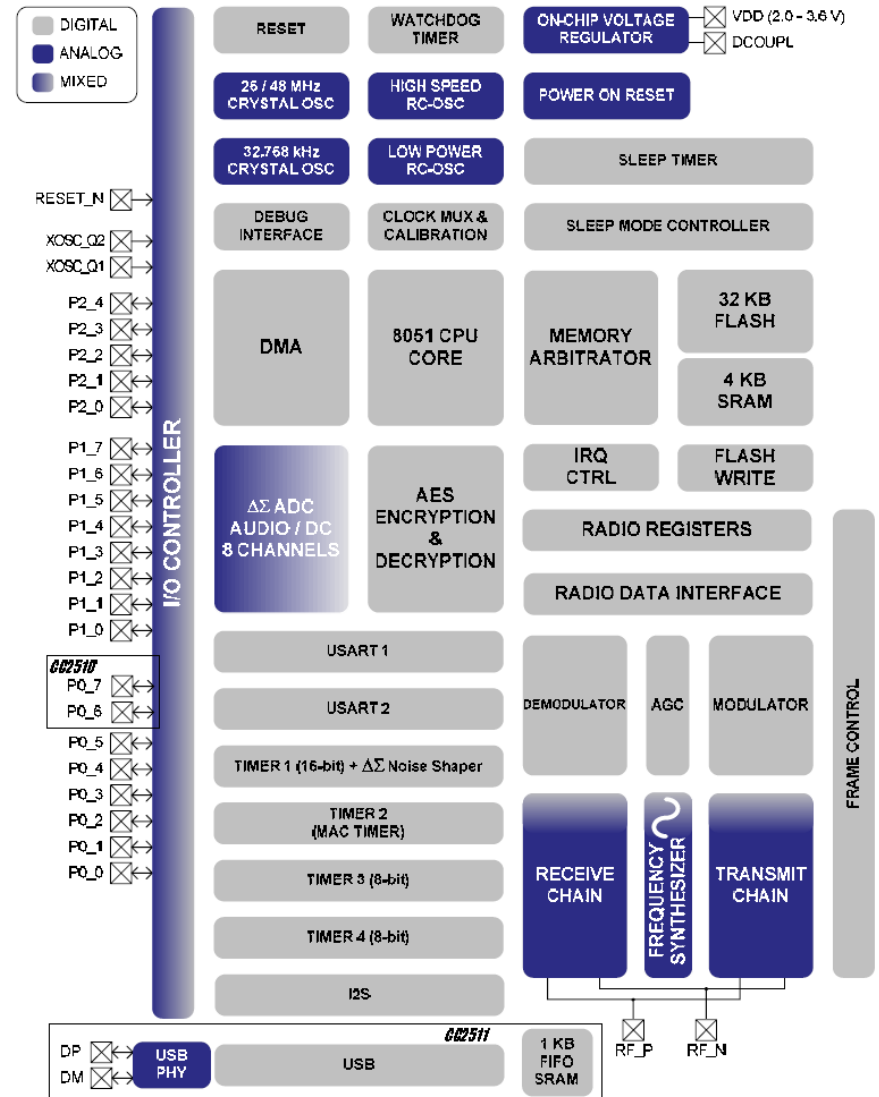 DIGITAL
ANALOG
MIXED
RESET
WATCHDOG
TIMER
ON-CHIP VOLTAGE
REGULATOR
VDD (2.0 - 3.6 V)
DCOUPL
26 / 48 MHz
CRYSTAL OSC
HIGH SPEED
RC-OSC
POWER ON RESET
32.768 kHz
CRYSTAL OSC
LOW POWER
RC-OSC
SLEEP TIMER
RESET_N
XOSC_Q2
XOSC_Q1
DEBUG
INTERFACE
CLOCK MUX &
CALIBRATION
SLEEP MODE CONTROLLER
P2_4
P2_3
P2_2
P2_1
P2_0
DMA
8051 CPU
CORE
MEMORY
ARBITRATOR
32 KB
FLASH
4 KB
SRAM
I/O CONTROLLER
P1_7
P1_6
P1_5
P1_4
P1_3
P1_2
P1_1
P1_0
ΔΣ ADC
AUDIO / DC
8 CHANNELS
AES
ENCRYPTION
&
DECRYPTION
IRQ
CTRL
FLASH
WRITE
RADIO REGISTERS
RADIO DATA INTERFACE
CC2510
P0_7
P0_6
P0_5
P0_4
P0_3
P0_2
P0_1
P0_0
USART 1
USART 2
TIMER 1 (16-bit) + ΔΣ Noise Shaper
TIMER 2
(MAC TIMER)
TIMER 3 (8-bit)
TIMER 4 (8-bit)
I2S
DEMODULATOR
AGC
MODULATOR
FRAME CONTROL
RECEIVE
CHAIN
FREQUENCY
SYNTHESIZER
TRANSMIT
CHAIN
RF_P
RF_N
CC2511
DP
DM
USB
PHY
USB
1 KB
FIFO
SRAM